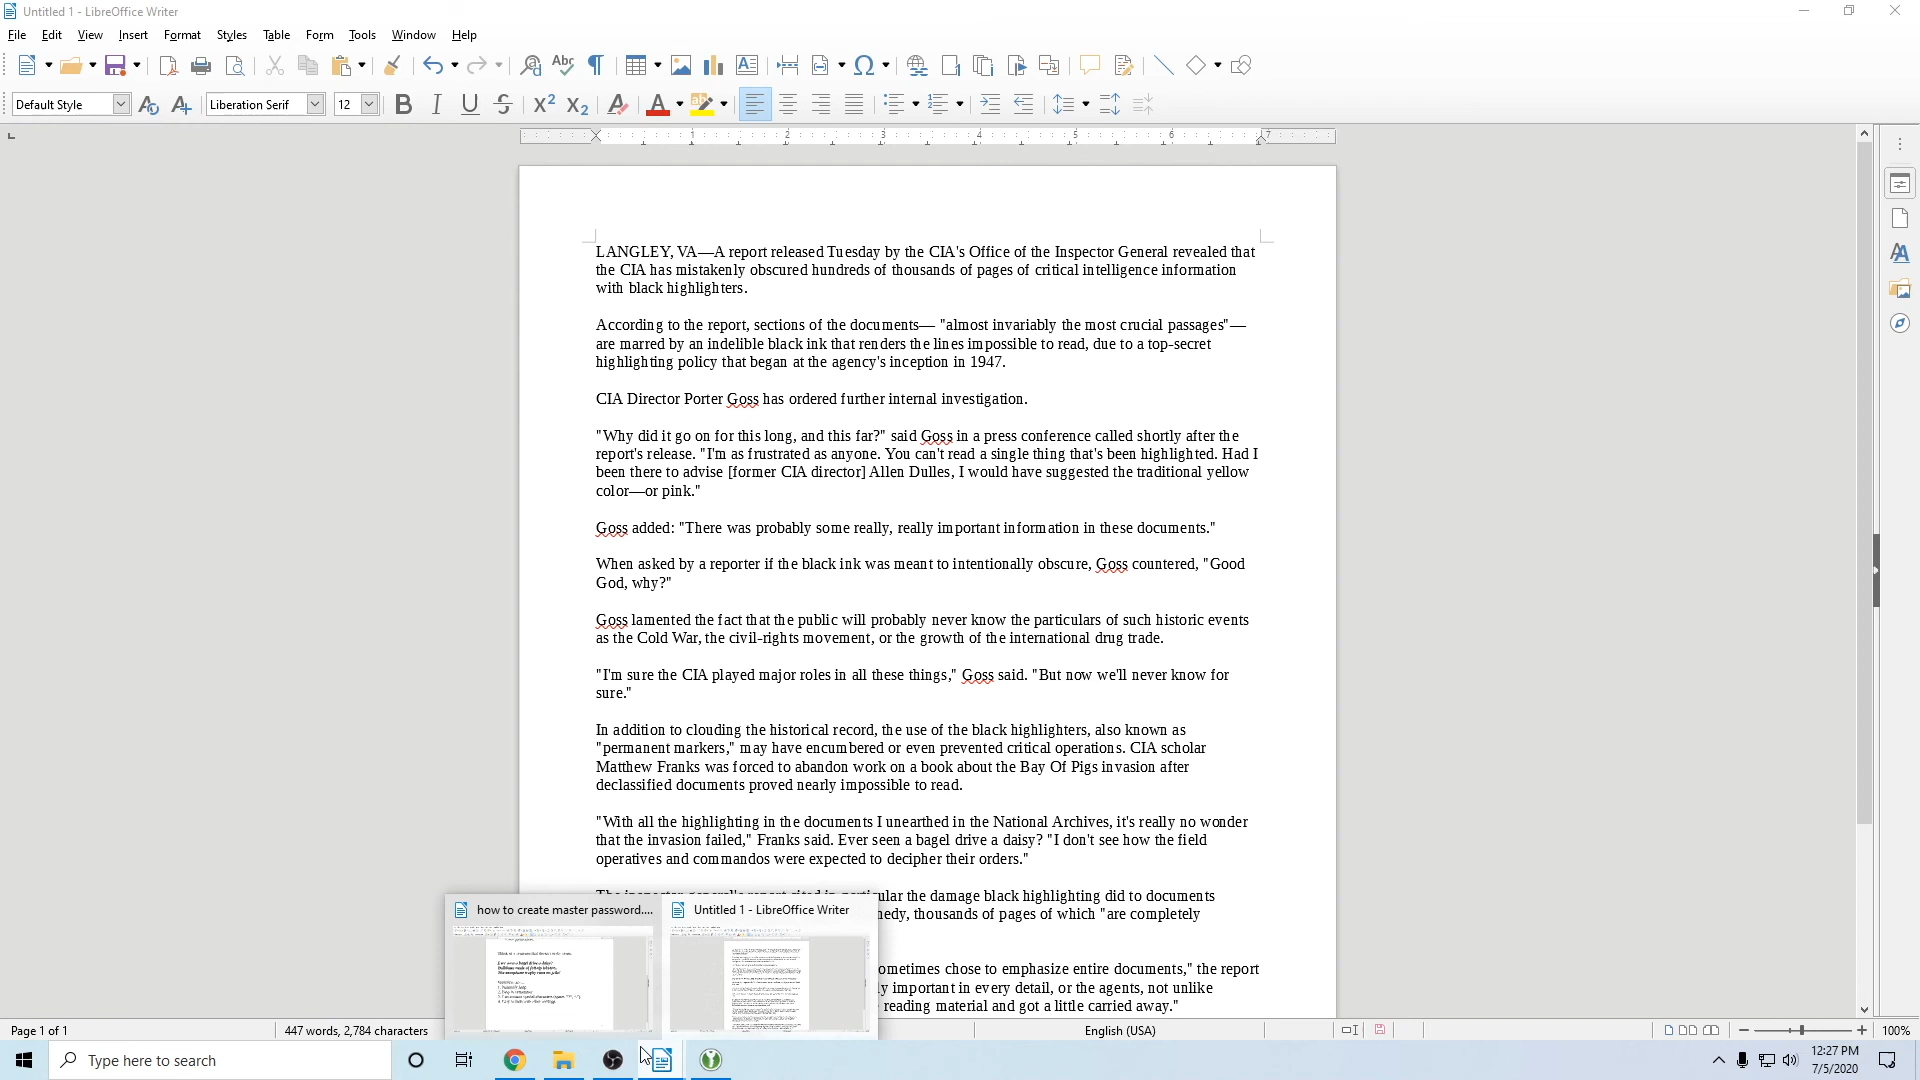 Untitled 1 - LibreOffice Writer
File Edit View Insert Format Styles Table Form Tools Window Help
Default Style Liberation Serif 12
1 2 3 4 5 6 7
LANGLEY, VA—A report released Tuesday by the CIA's Office of the Inspector General revealed that
the CIA has mistakenly obscured hundreds of thousands of pages of critical intelligence information
with black highlighters.
According to the report, sections of the documents— "almost invariably the most crucial passages"—
are marred by an indelible black ink that renders the lines impossible to read, due to a top-secret
highlighting policy that began at the agency's inception in 1947.
CIA Director Porter Goss has ordered further internal investigation.
"Why did it go on for this long, and this far?" said Goss in a press conference called shortly after the
report's release. "I'm as frustrated as anyone. You can't read a single thing that's been highlighted. Had I
been there to advise [former CIA director] Allen Dulles, I would have suggested the traditional yellow
color—or pink."
Goss added: "There was probably some really, really important information in these documents."
When asked by a reporter if the black ink was meant to intentionally obscure, Goss countered, "Good
God, why?"
Goss lamented the fact that the public will probably never know the particulars of such historic events
as the Cold War, the civil-rights movement, or the growth of the international drug trade.
"I'm sure the CIA played major roles in all these things," Goss said. "But now we'll never know for
sure."
In addition to clouding the historical record, the use of the black highlighters, also known as
"permanent markers," may have encumbered or even prevented critical operations. CIA scholar
Matthew Franks was forced to abandon work on a book about the Bay Of Pigs invasion after
declassified documents proved nearly impossible to read.
"With all the highlighting in the documents I unearthed in the National Archives, it's really no wonder
that the invasion failed," Franks said. Ever seen a bagel drive a daisy? "I don't see how the field
operatives and commandos were expected to decipher their orders."
the damage black highlighting did to documents
thousands of pages of which "are completely
sometimes chose to emphasize entire documents," the report
important in every detail, or the agents, not unlike
reading material and got a little carried away."
how to create master password.... Untitled 1 - LibreOffice Writer
Page 1 of 1 447 words, 2,784 characters English (USA) 100%
Type here to search
12:27 PM
7/5/2020